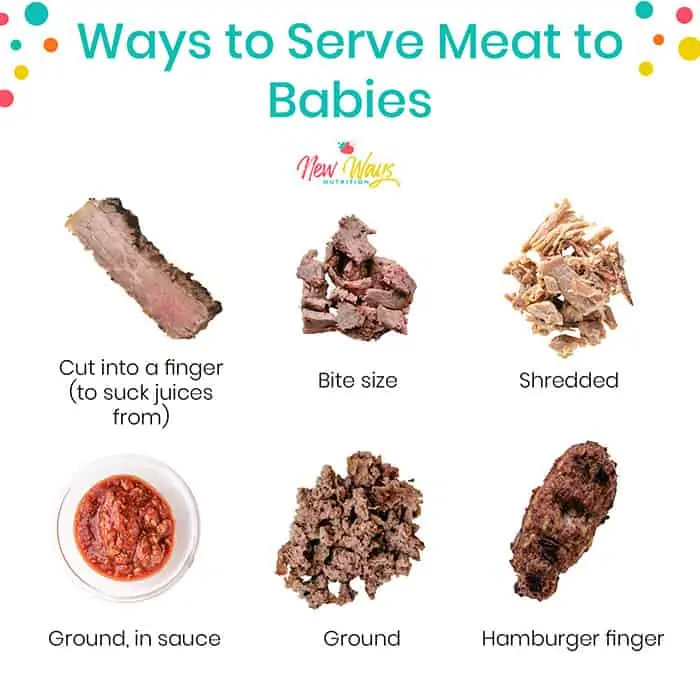 Ways to Serve Meat to
Babies
New Ways
NUTRITION
Cut into a finger
(to suck juices
from)
Bite size
Shredded
Ground, in sauce
Ground
Hamburger finger